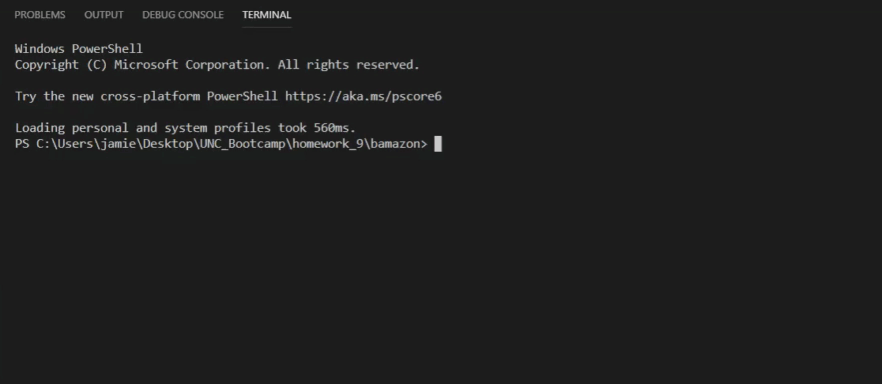 PROBLEMS OUTPUT DEBUG CONSOLE TERMINAL
Windows PowerShell
Copyright (C) Microsoft Corporation. All rights reserved.
Try the new cross-platform PowerShell https://aka.ms/pscore6
Loading personal and system profiles took 560ms.
PS C:\Users\jamie\Desktop\UNC_Bootcamp\homework_9\bamazon>